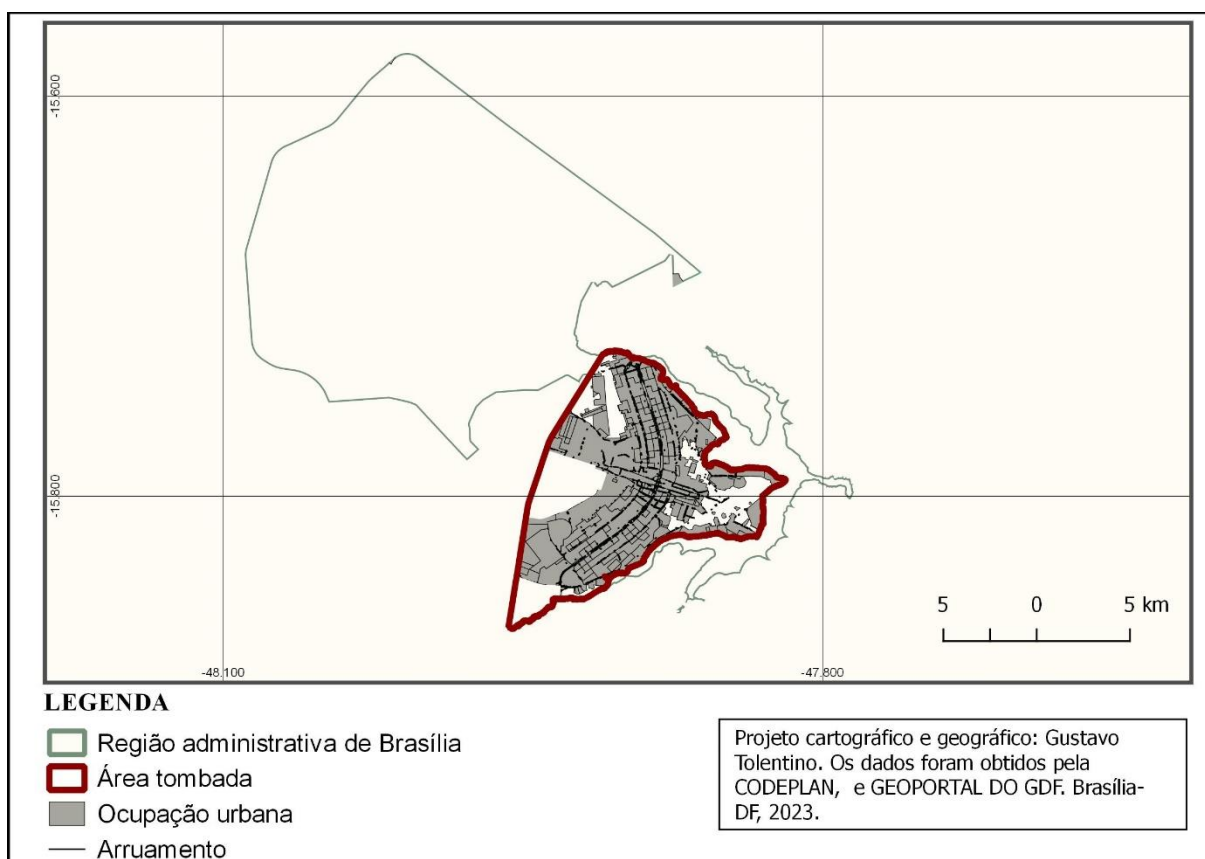 -15.600
-15.800
5 0 5 km
-48.100 -47.800
LEGENDA
Região administrativa de Brasília
Área tombada
Ocupação urbana
Arruamento
Projeto cartográfico e geográfico: Gustavo
Tolentino. Os dados foram obtidos pela
CODEPLAN, e GEOPORTAL DO GDF. Brasília-
DF, 2023.